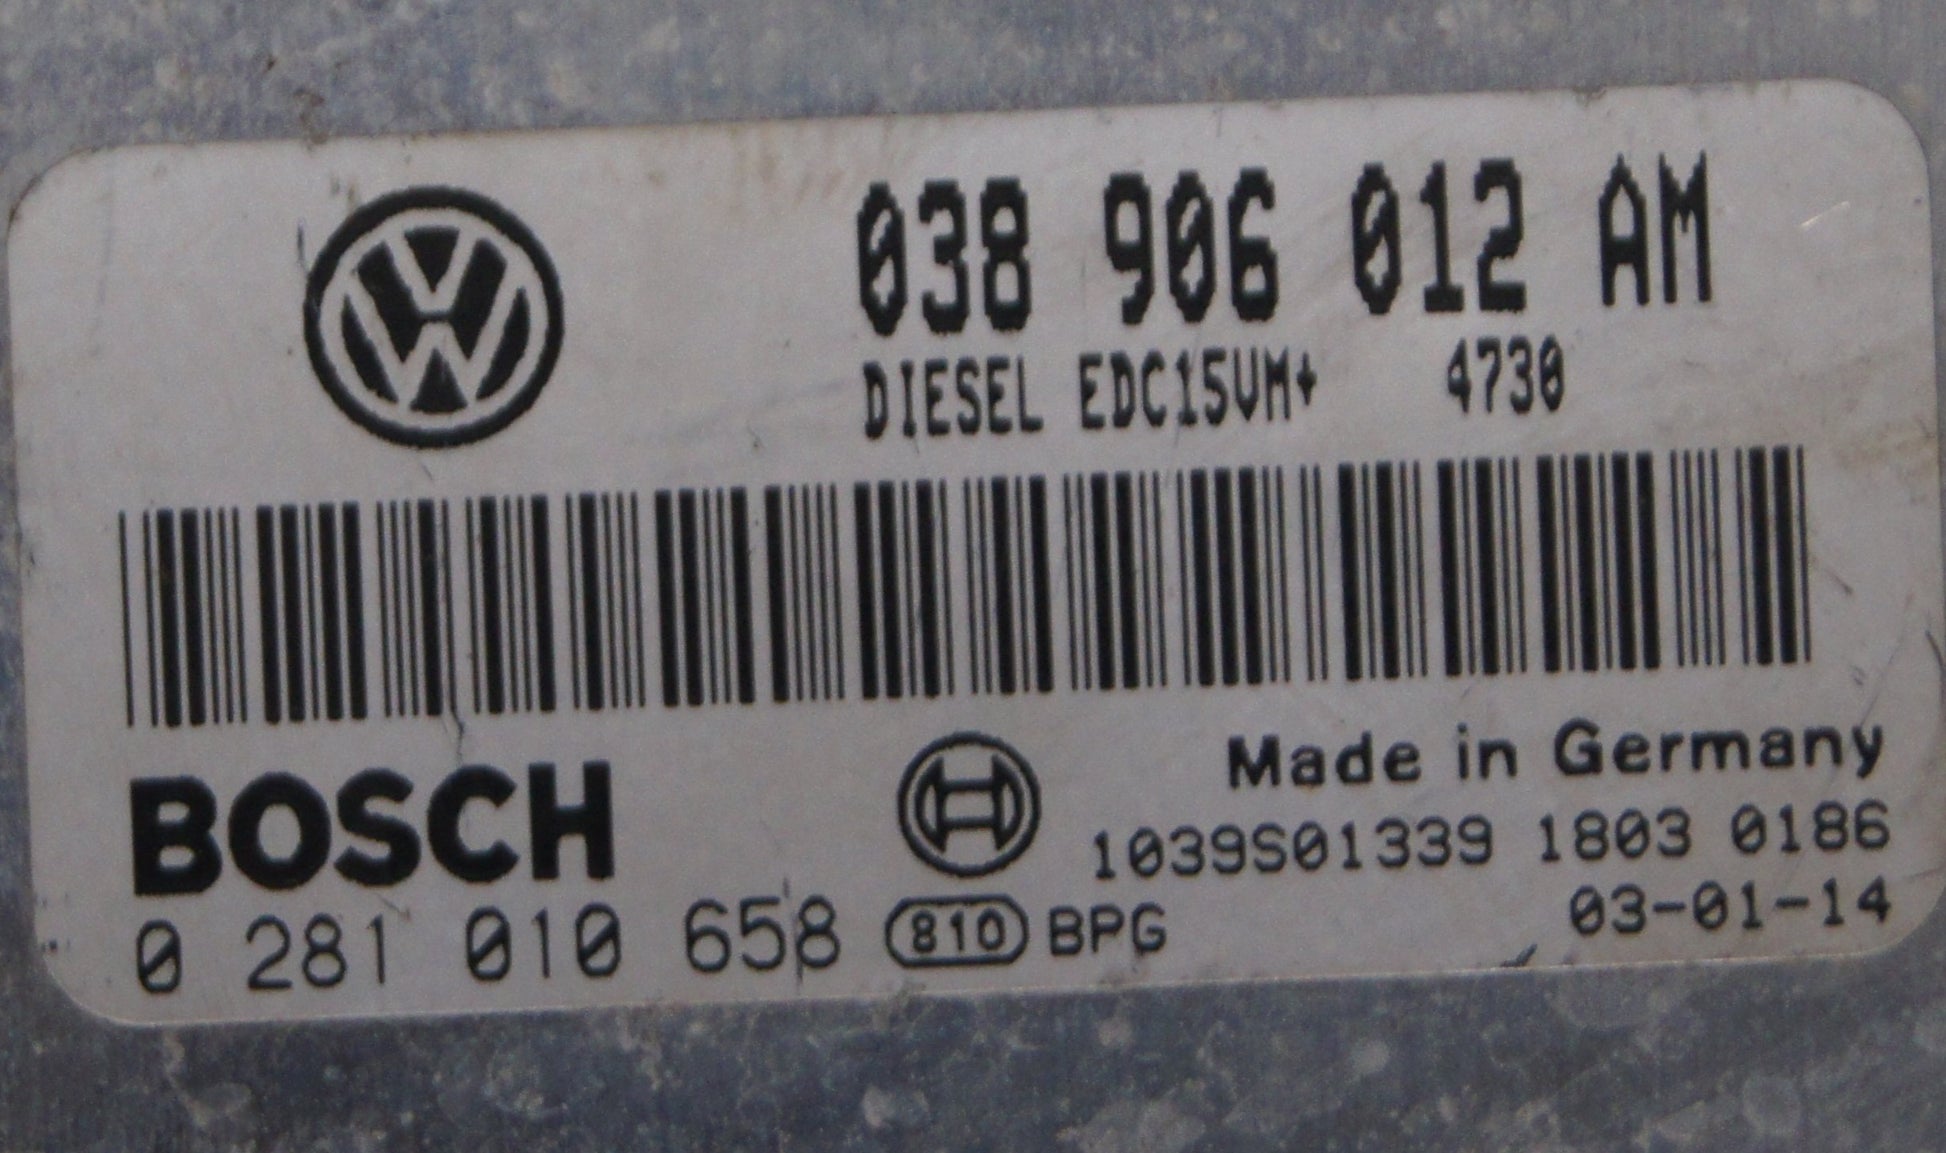 038 906 012 AM
DIESEL EDC15VM+ 4730
BOSCH
Made in Germany
1039S01339 1803 0186
0 281 010 658 810 BPG 03-01-14